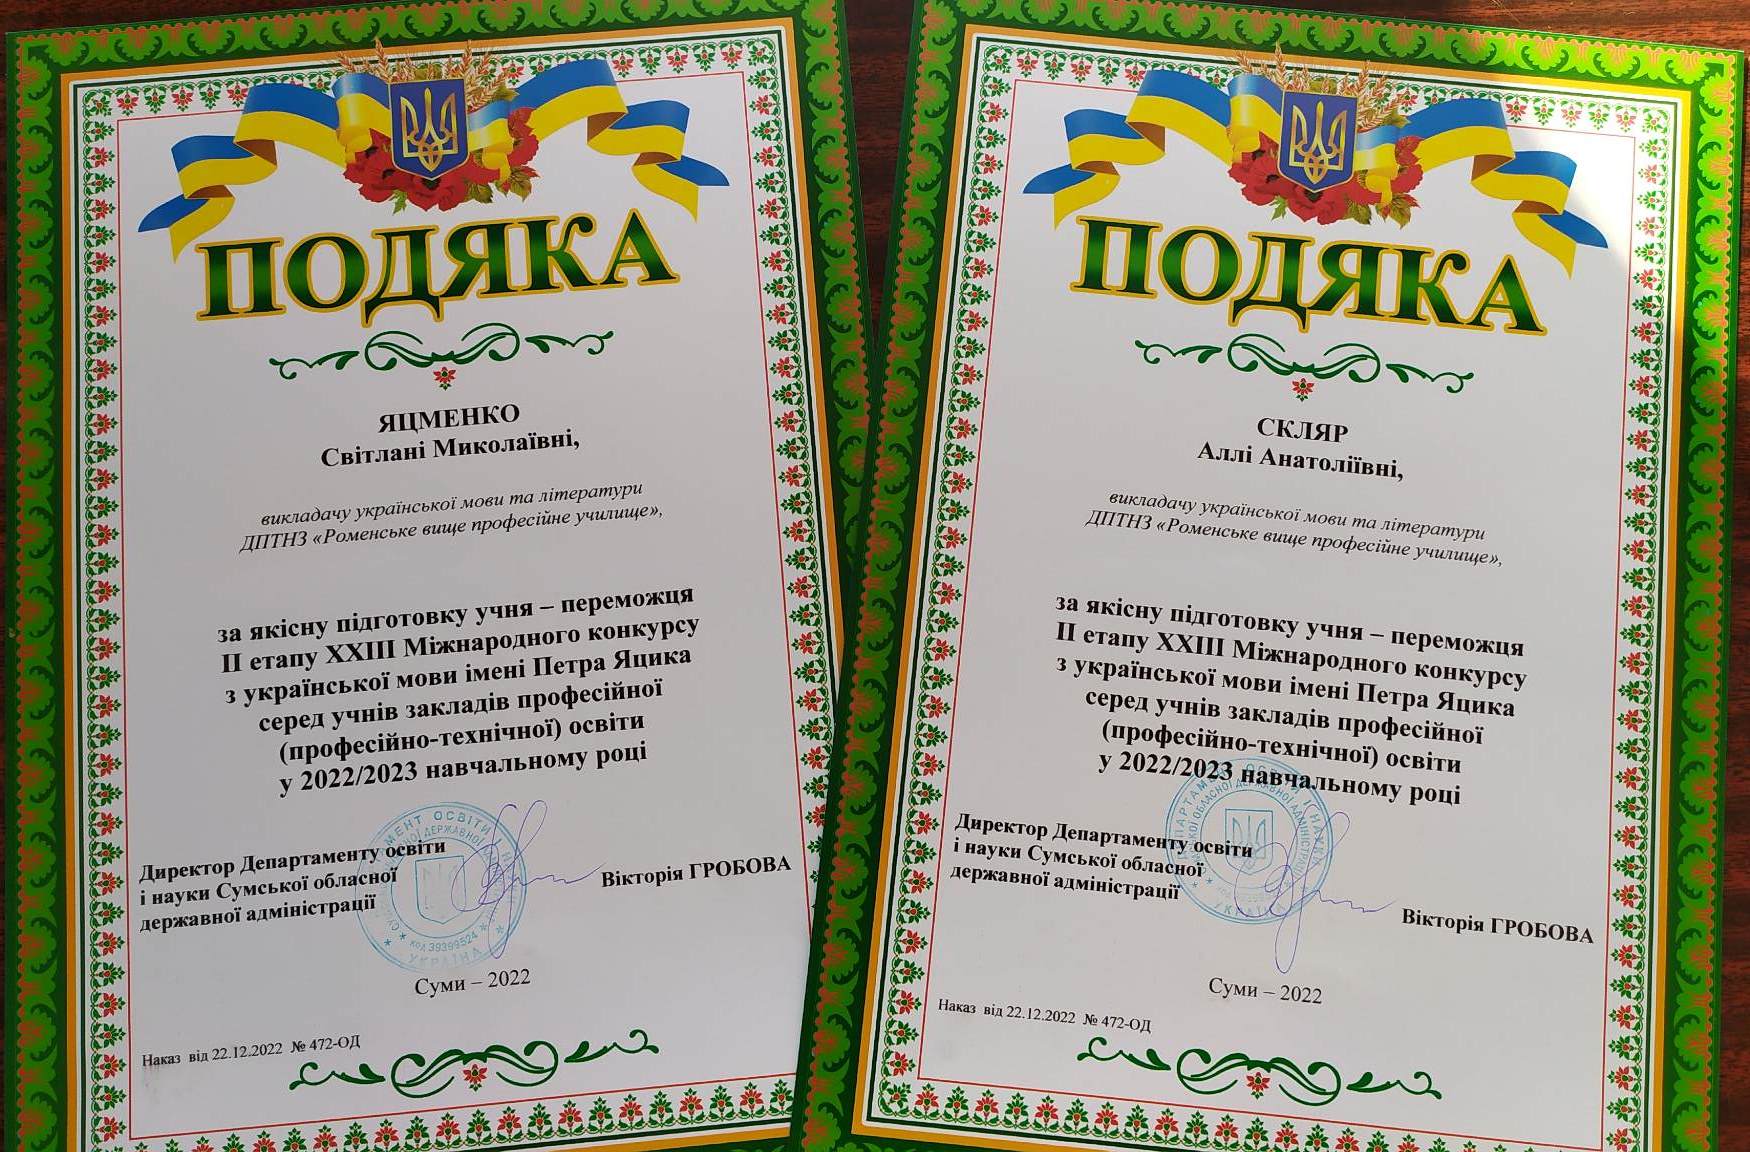 ПОДЯКА
ЯЦМЕНКО
Світлані Миколаївні,
викладачу української мови та літератури
ДПТНЗ «Роменське вище професійне училище»,
за якісну підготовку учня – переможця
ІІ етапу ХХІІІ Міжнародного конкурсу
з української мови імені Петра Яцика
серед учнів закладів професійної
(професійно-технічної) освіти
у 2022/2023 навчальному році
Директор Департаменту освіти
і науки Сумської обласної
державної адміністрації
Вікторія ГРОБОВА
код 39399524
УКРАЇНА
Суми – 2022
Наказ від 22.12.2022 № 472-ОД
ПОДЯКА
СКЛЯР
Аллі Анатоліївні,
викладачу української мови та літератури
ДПТНЗ «Роменське вище професійне училище»,
за якісну підготовку учня – переможця
ІІ етапу ХХІІІ Міжнародного конкурсу
з української мови імені Петра Яцика
серед учнів закладів професійної
(професійно-технічної) освіти
у 2022/2023 навчальному році
Директор Департаменту освіти
і науки Сумської обласної
державної адміністрації
Вікторія ГРОБОВА
УКРАЇНА
Суми – 2022
Наказ від 22.12.2022 № 472-ОД